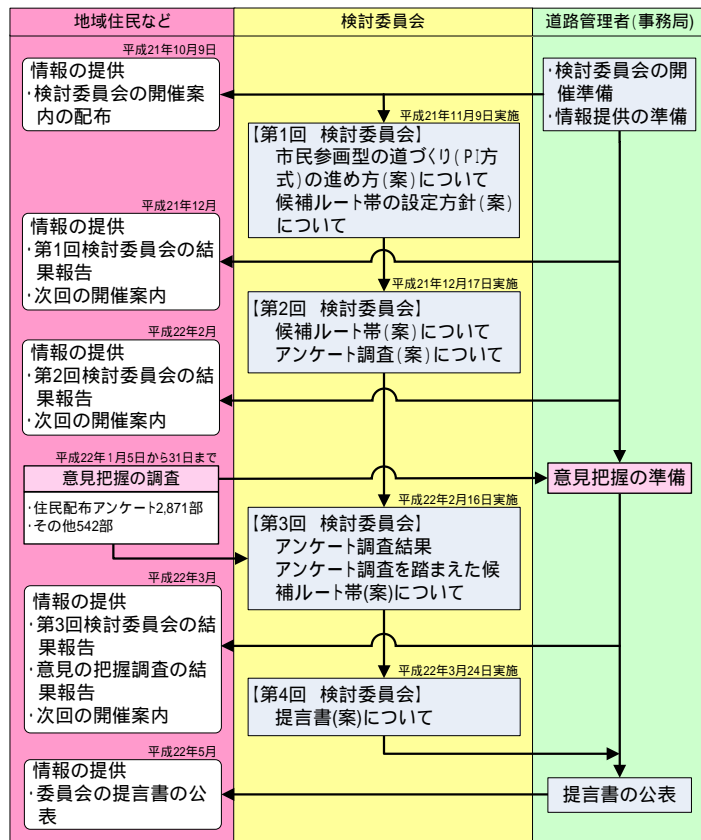 地域住民など
検討委員会
道路管理者(事務局)
平成21年10月9日
情報の提供
・検討委員会の開催案
内の配布
・検討委員会の開
催準備
・情報提供の準備
平成21年11月9日実施
【第1回 検討委員会】
市民参画型の道づくり(PI方
式)の進め方(案)について
候補ルート帯の設定方針(案)
について
平成21年12月
情報の提供
・第1回検討委員会の結
果報告
・次回の開催案内
平成21年12月17日実施
【第2回 検討委員会】
候補ルート帯(案)について
アンケート調査(案)について
平成22年2月
情報の提供
・第2回検討委員会の結
果報告
・次回の開催案内
平成22年1月5日から31日まで
意見把握の調査
・住民配布アンケート2,871部
・その他542部
意見把握の準備
平成22年2月16日実施
【第3回 検討委員会】
アンケート調査結果
アンケート調査を踏まえた候
補ルート帯(案)について
平成22年3月
情報の提供
・第3回検討委員会の結
果報告
・意見の把握調査の結
果報告
・次回の開催案内
平成22年3月24日実施
【第4回 検討委員会】
提言書(案)について
平成22年5月
情報の提供
・委員会の提言書の公
表
提言書の公表